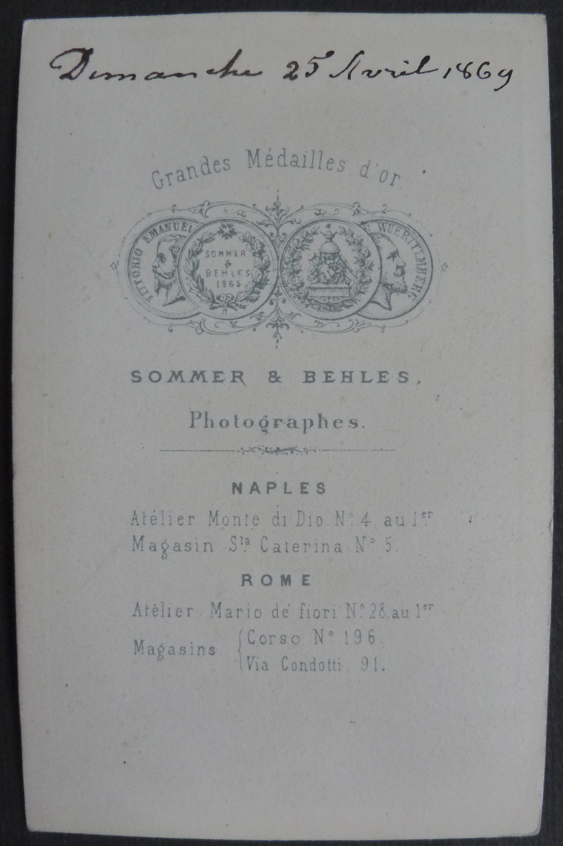 Dimanche 25 Avril 1869
Grandes Médailles d'or
VITTORIO EMANUEL
SOMMER
&
BEHLES
1865
WUERTEMBERG
SOMMER & BEHLES.
Photographes.
NAPLES
Atélier Monte di Dio N° 4 au 1er
Magasin Sta Caterina N° 5.
ROME
Atélier Mario de' fiori N° 28 au 1er
Magasins { Corso N° 196.
Via Condotti, 91.